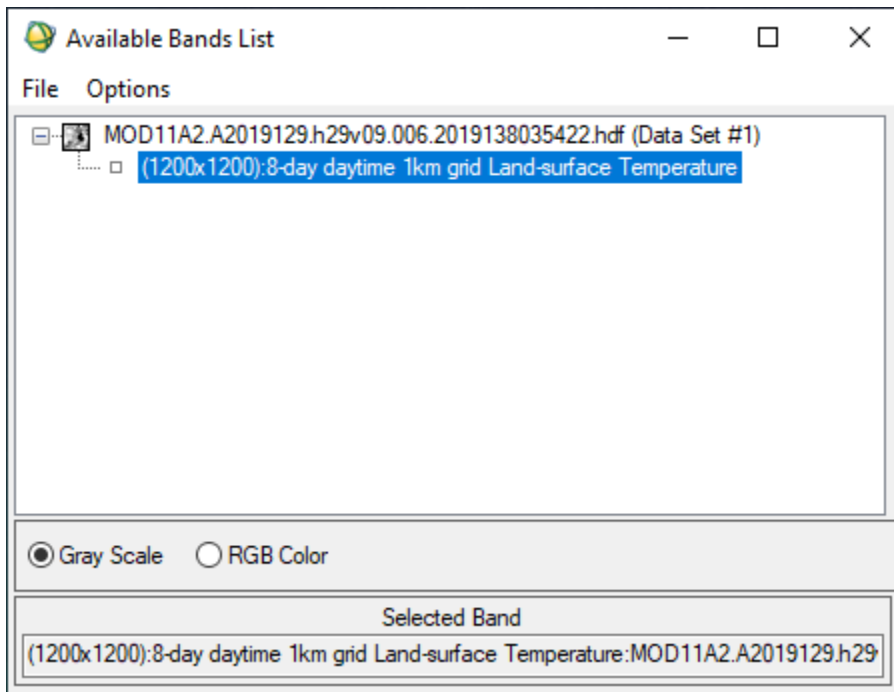 Available Bands List
File Options
MOD11A2.A2019129.h29v09.006.2019138035422.hdf (Data Set #1)
(1200x1200):8-day daytime 1km grid Land-surface Temperature
Gray Scale RGB Color
Selected Band
(1200x1200):8-day daytime 1km grid Land-surface Temperature:MOD11A2.A2019129.h29